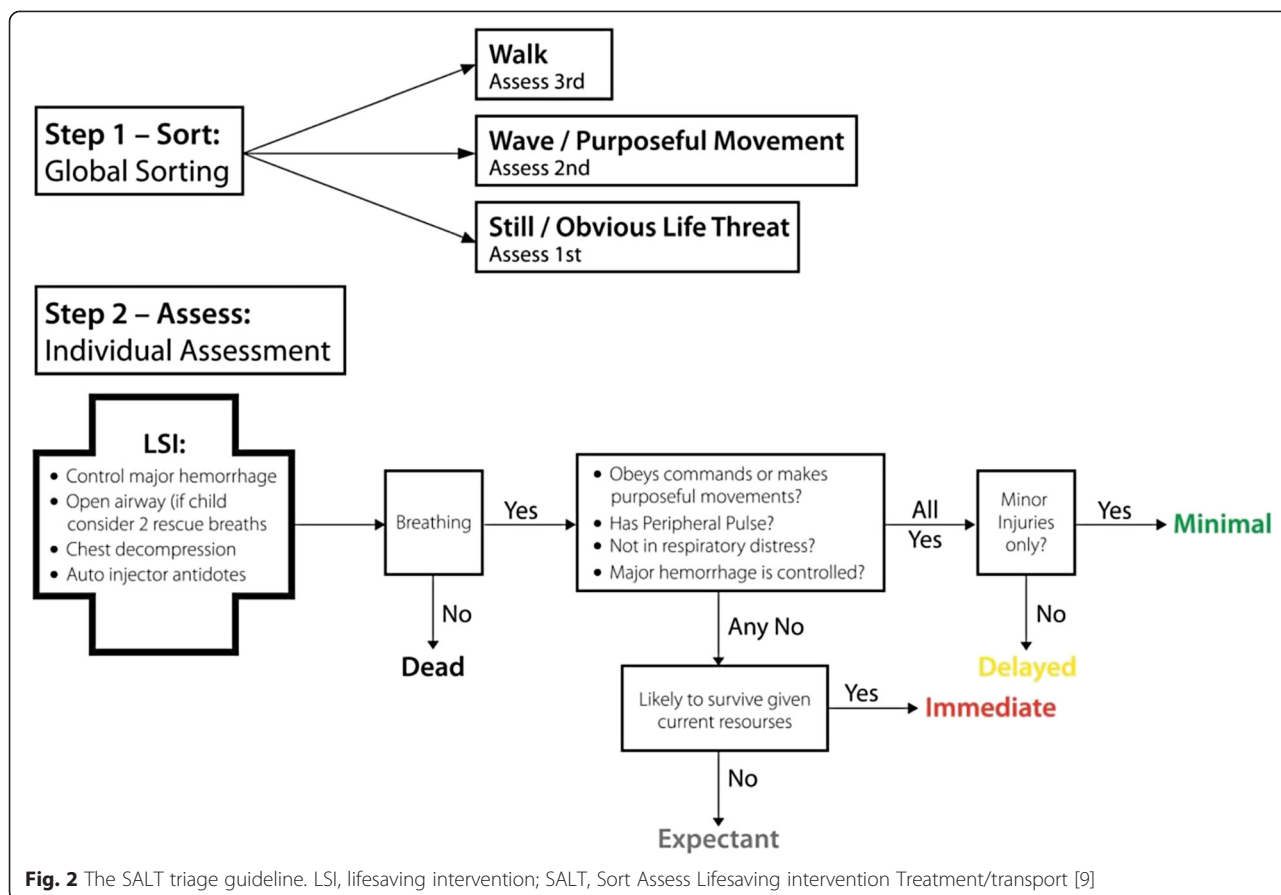 Walk
Assess 3rd
Step 1 – Sort:
Global Sorting
Wave / Purposeful Movement
Assess 2nd
Still / Obvious Life Threat
Assess 1st
Step 2 – Assess:
Individual Assessment
LSI:
• Control major hemorrhage
• Open airway (if child
consider 2 rescue breaths
• Chest decompression
• Auto injector antidotes
Breathing
Yes
No
Dead
• Obeys commands or makes
purposeful movements?
• Has Peripheral Pulse?
• Not in respiratory distress?
• Major hemorrhage is controlled?
All
Yes
Minor
Injuries
only?
Yes
Minimal
No
Delayed
Any No
Likely to survive given
current resourses
Yes
Immediate
No
Expectant
Fig. 2 The SALT triage guideline. LSI, lifesaving intervention; SALT, Sort Assess Lifesaving intervention Treatment/transport [9]